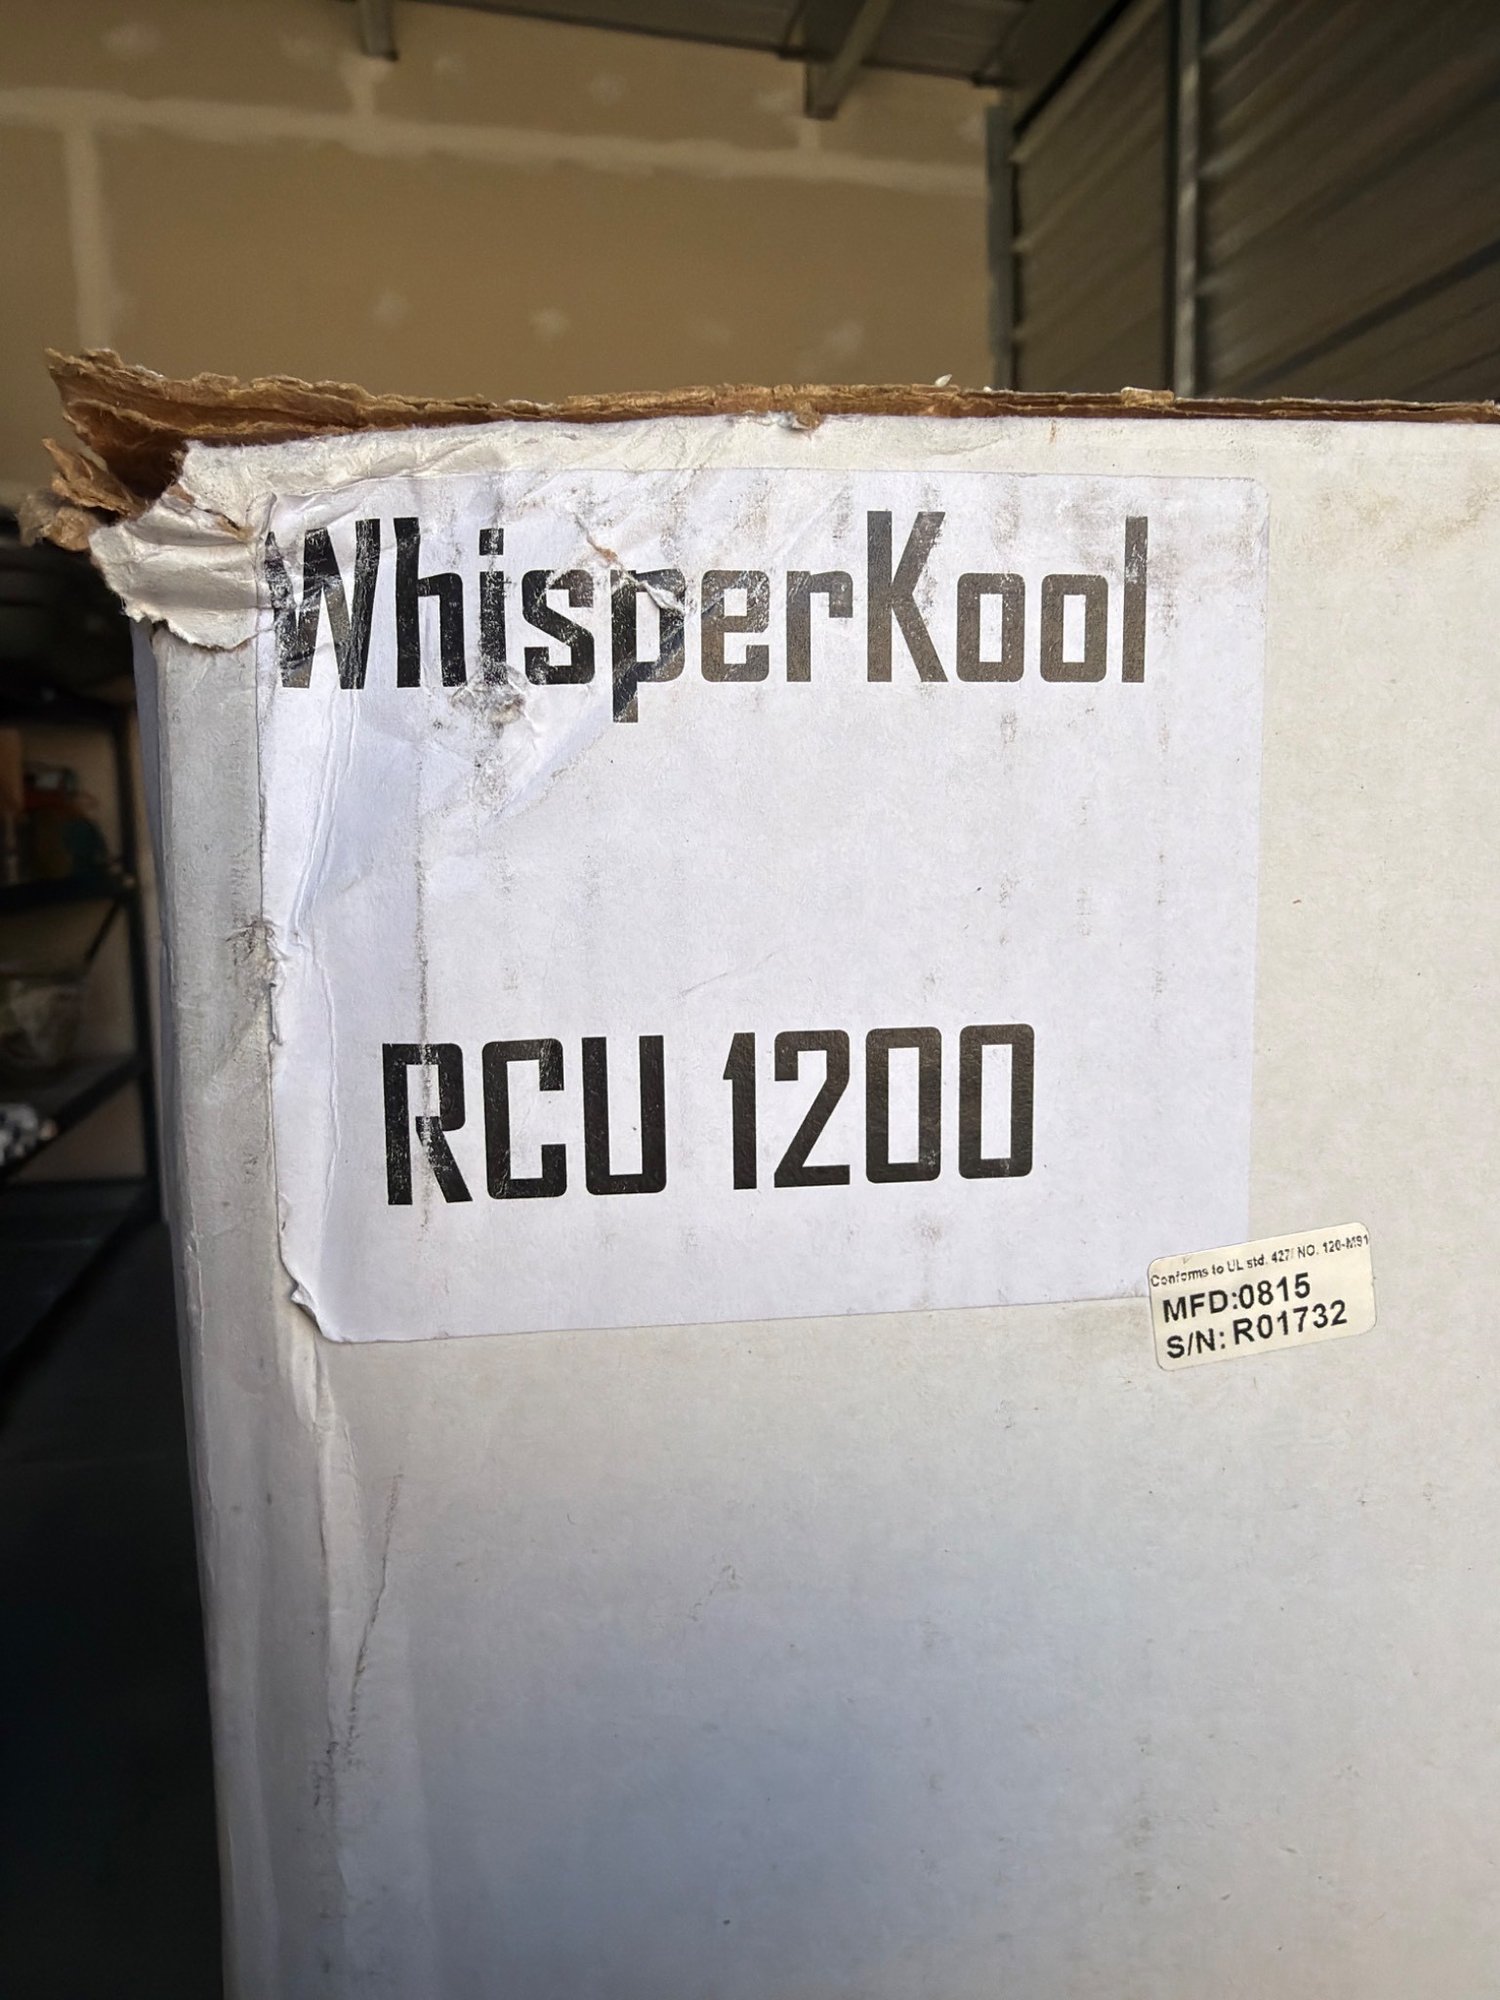 WhisperKool
RCU 1200
Conforms to UL std. 427/ NO. 120-M91
MFD:0815
S/N: R01732